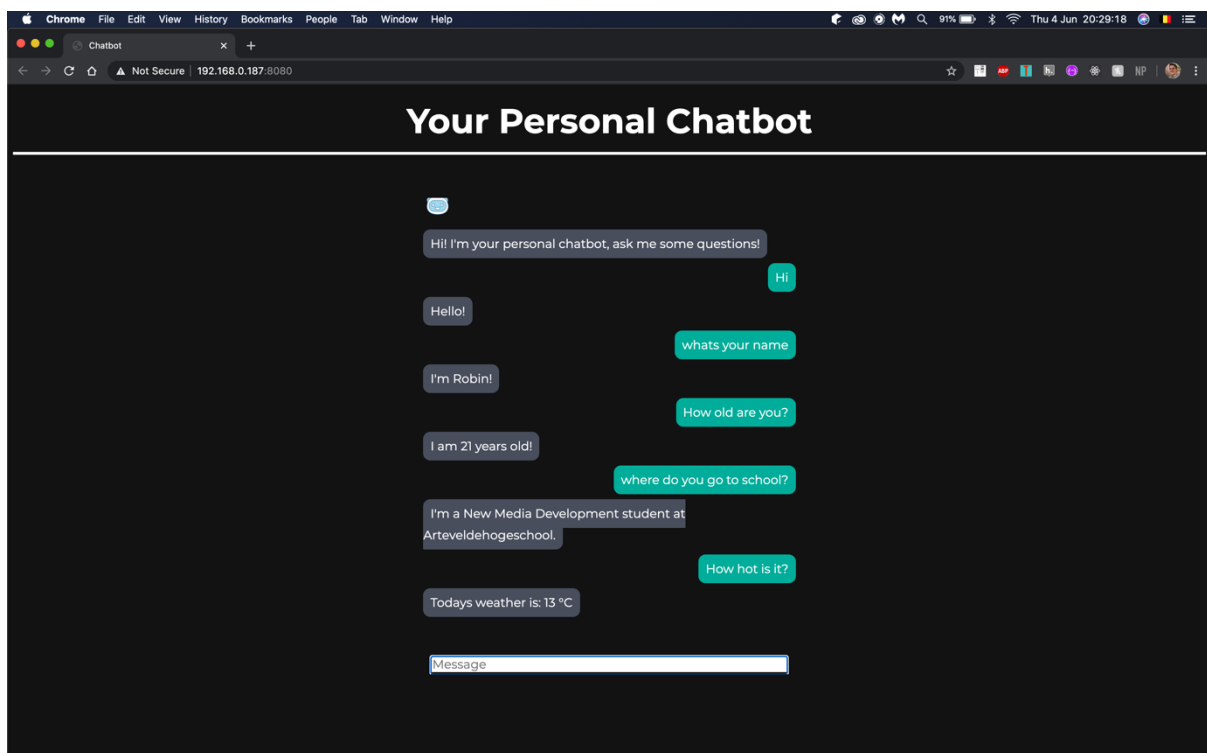 Chrome File Edit View History Bookmarks People Tab Window Help 91% Thu 4 Jun 20:29:18
Chatbot
Not Secure 192.168.0.187:8080 ABP h. NP
Your Personal Chatbot
Hi! I'm your personal chatbot, ask me some questions!
Hi
Hello!
whats your name
I'm Robin!
How old are you?
I am 21 years old!
where do you go to school?
I'm a New Media Development student at
Arteveldehogeschool.
How hot is it?
Todays weather is: 13 °C
Message